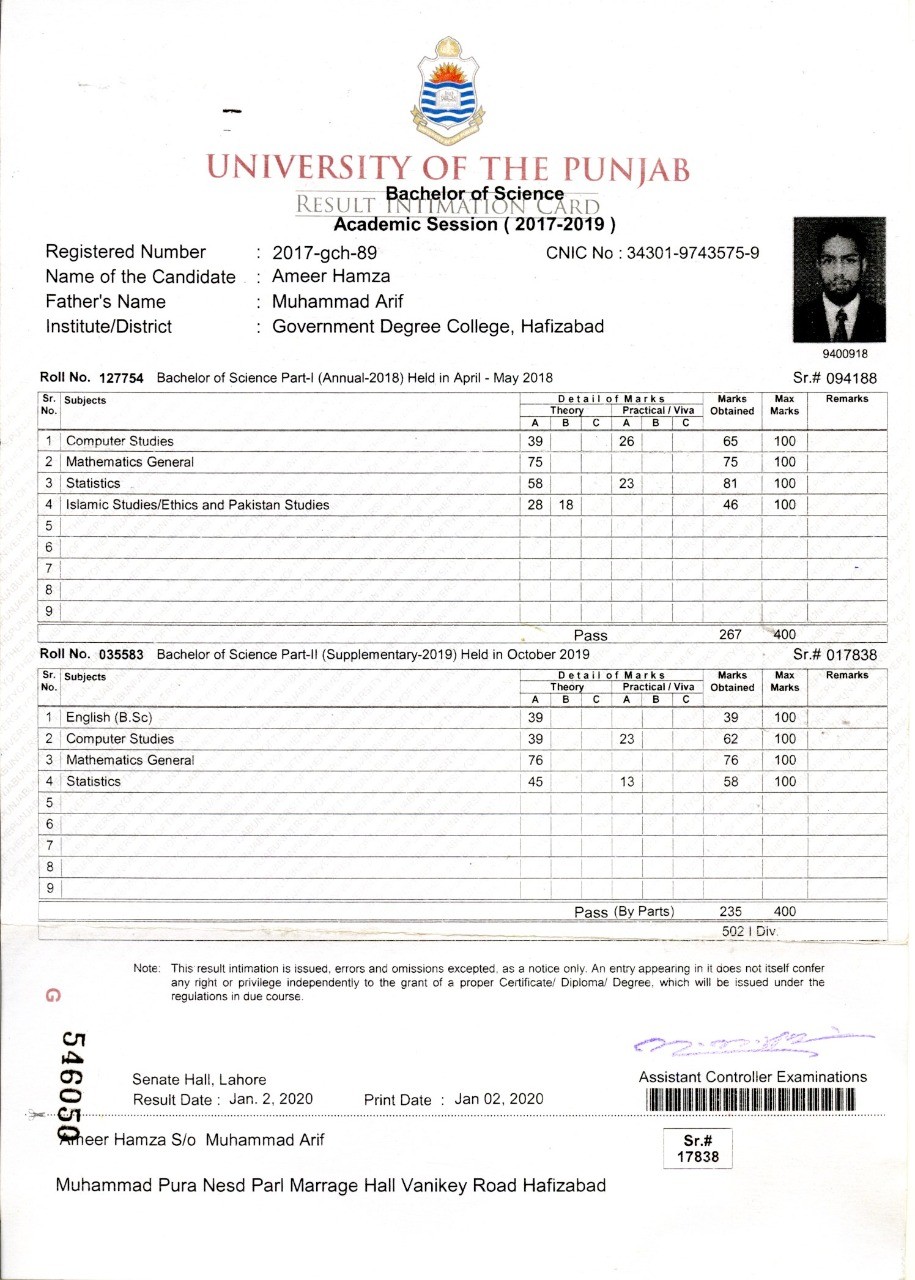 UNIVERSITY OF THE PUNJAB
Bachelor of Science
RESULT INTIMATION CARD
Academic Session ( 2017-2019 )
Registered Number : 2017-gch-89 CNIC No : 34301-9743575-9
Name of the Candidate : Ameer Hamza
Father's Name : Muhammad Arif
Institute/District : Government Degree College, Hafizabad
9400918
Roll No. 127754 Bachelor of Science Part-I (Annual-2018) Held in April - May 2018 Sr.# 094188
Sr. No. Subjects Detail of Marks Marks Obtained Max Marks Remarks
Theory Practical / Viva
A B C A B C
1 Computer Studies 39 26 65 100
2 Mathematics General 75 75 100
3 Statistics 58 23 81 100
4 Islamic Studies/Ethics and Pakistan Studies 28 18 46 100
5
6
7
8
9
Pass 267 400
Roll No. 035583 Bachelor of Science Part-II (Supplementary-2019) Held in October 2019 Sr.# 017838
Sr. No. Subjects Detail of Marks Marks Obtained Max Marks Remarks
Theory Practical / Viva
A B C A B C
1 English (B.Sc) 39 39 100
2 Computer Studies 39 23 62 100
3 Mathematics General 76 76 100
4 Statistics 45 13 58 100
5
6
7
8
9
Pass (By Parts) 235 400
502 I Div.
Note: This result intimation is issued, errors and omissions excepted, as a notice only. An entry appearing in it does not itself confer
any right or privilege independently to the grant of a proper Certificate/ Diploma/ Degree, which will be issued under the
regulations in due course.
G
546050
Senate Hall, Lahore
Assistant Controller Examinations
Result Date : Jan. 2, 2020 Print Date : Jan 02, 2020
Ameer Hamza S/o Muhammad Arif
Sr.#
17838
Muhammad Pura Nesd Parl Marrage Hall Vanikey Road Hafizabad